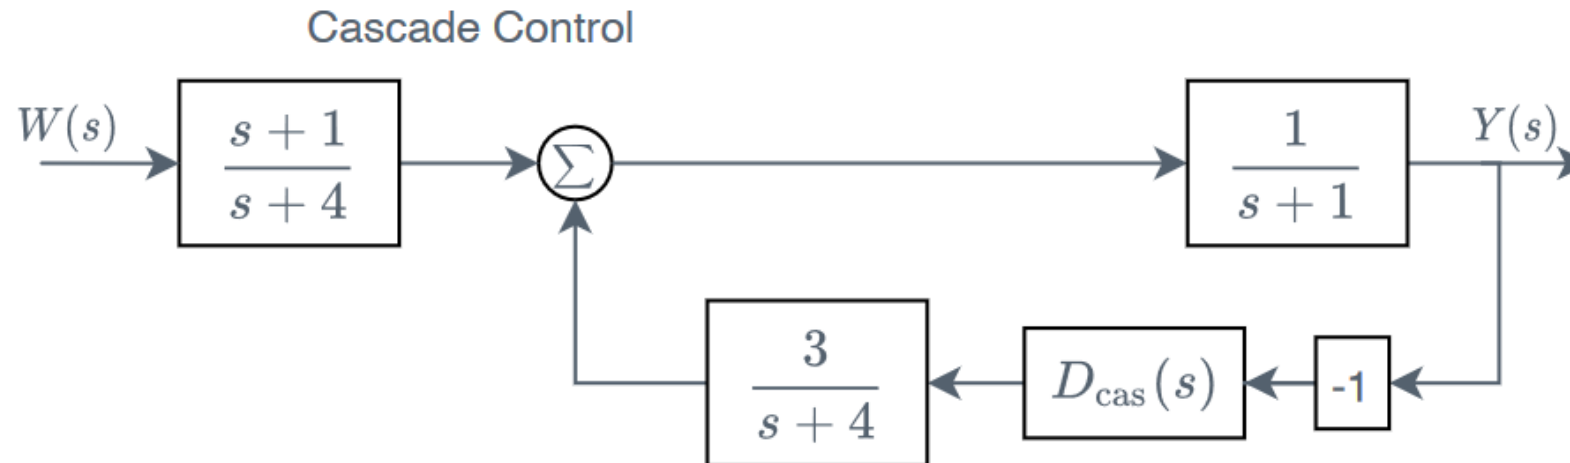 Cascade Control
W(s)
s + 1
s + 4
Σ
1
s + 1
Y(s)
3
s + 4
D_cas(s)
-1